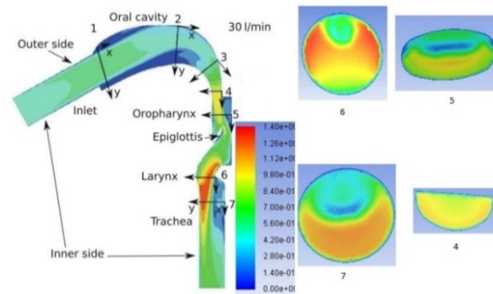 1
Oral cavity
2
30 l/min
x
x
Outer side
y
y
3
Inlet
4
Oropharynx
5
Epiglottis
Larynx
6
y
x
7
Trachea
Inner side
1.40e+00
1.26e+00
1.12e+00
9.80e-01
8.40e-01
7.00e-01
5.60e-01
4.20e-01
2.80e-01
1.40e-01
0.00e+00
6
5
7
4